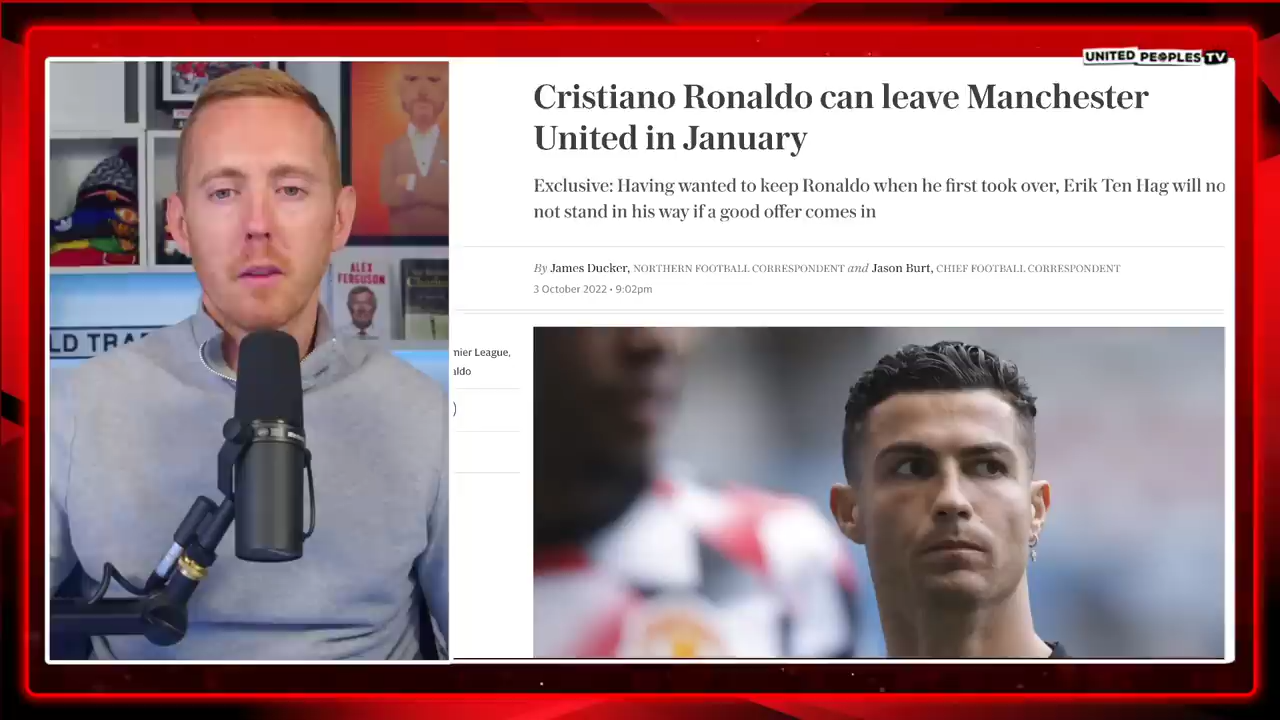 UNITED PEOPLES TV
Cristiano Ronaldo can leave Manchester
United in January
Exclusive: Having wanted to keep Ronaldo when he first took over, Erik Ten Hag will no
not stand in his way if a good offer comes in
By James Ducker, NORTHERN FOOTBALL CORRESPONDENT and Jason Burt, CHIEF FOOTBALL CORRESPONDENT
3 October 2022 • 9:02pm
ALEX
FERGUSON
LD TRA
mier League,
aldo
)